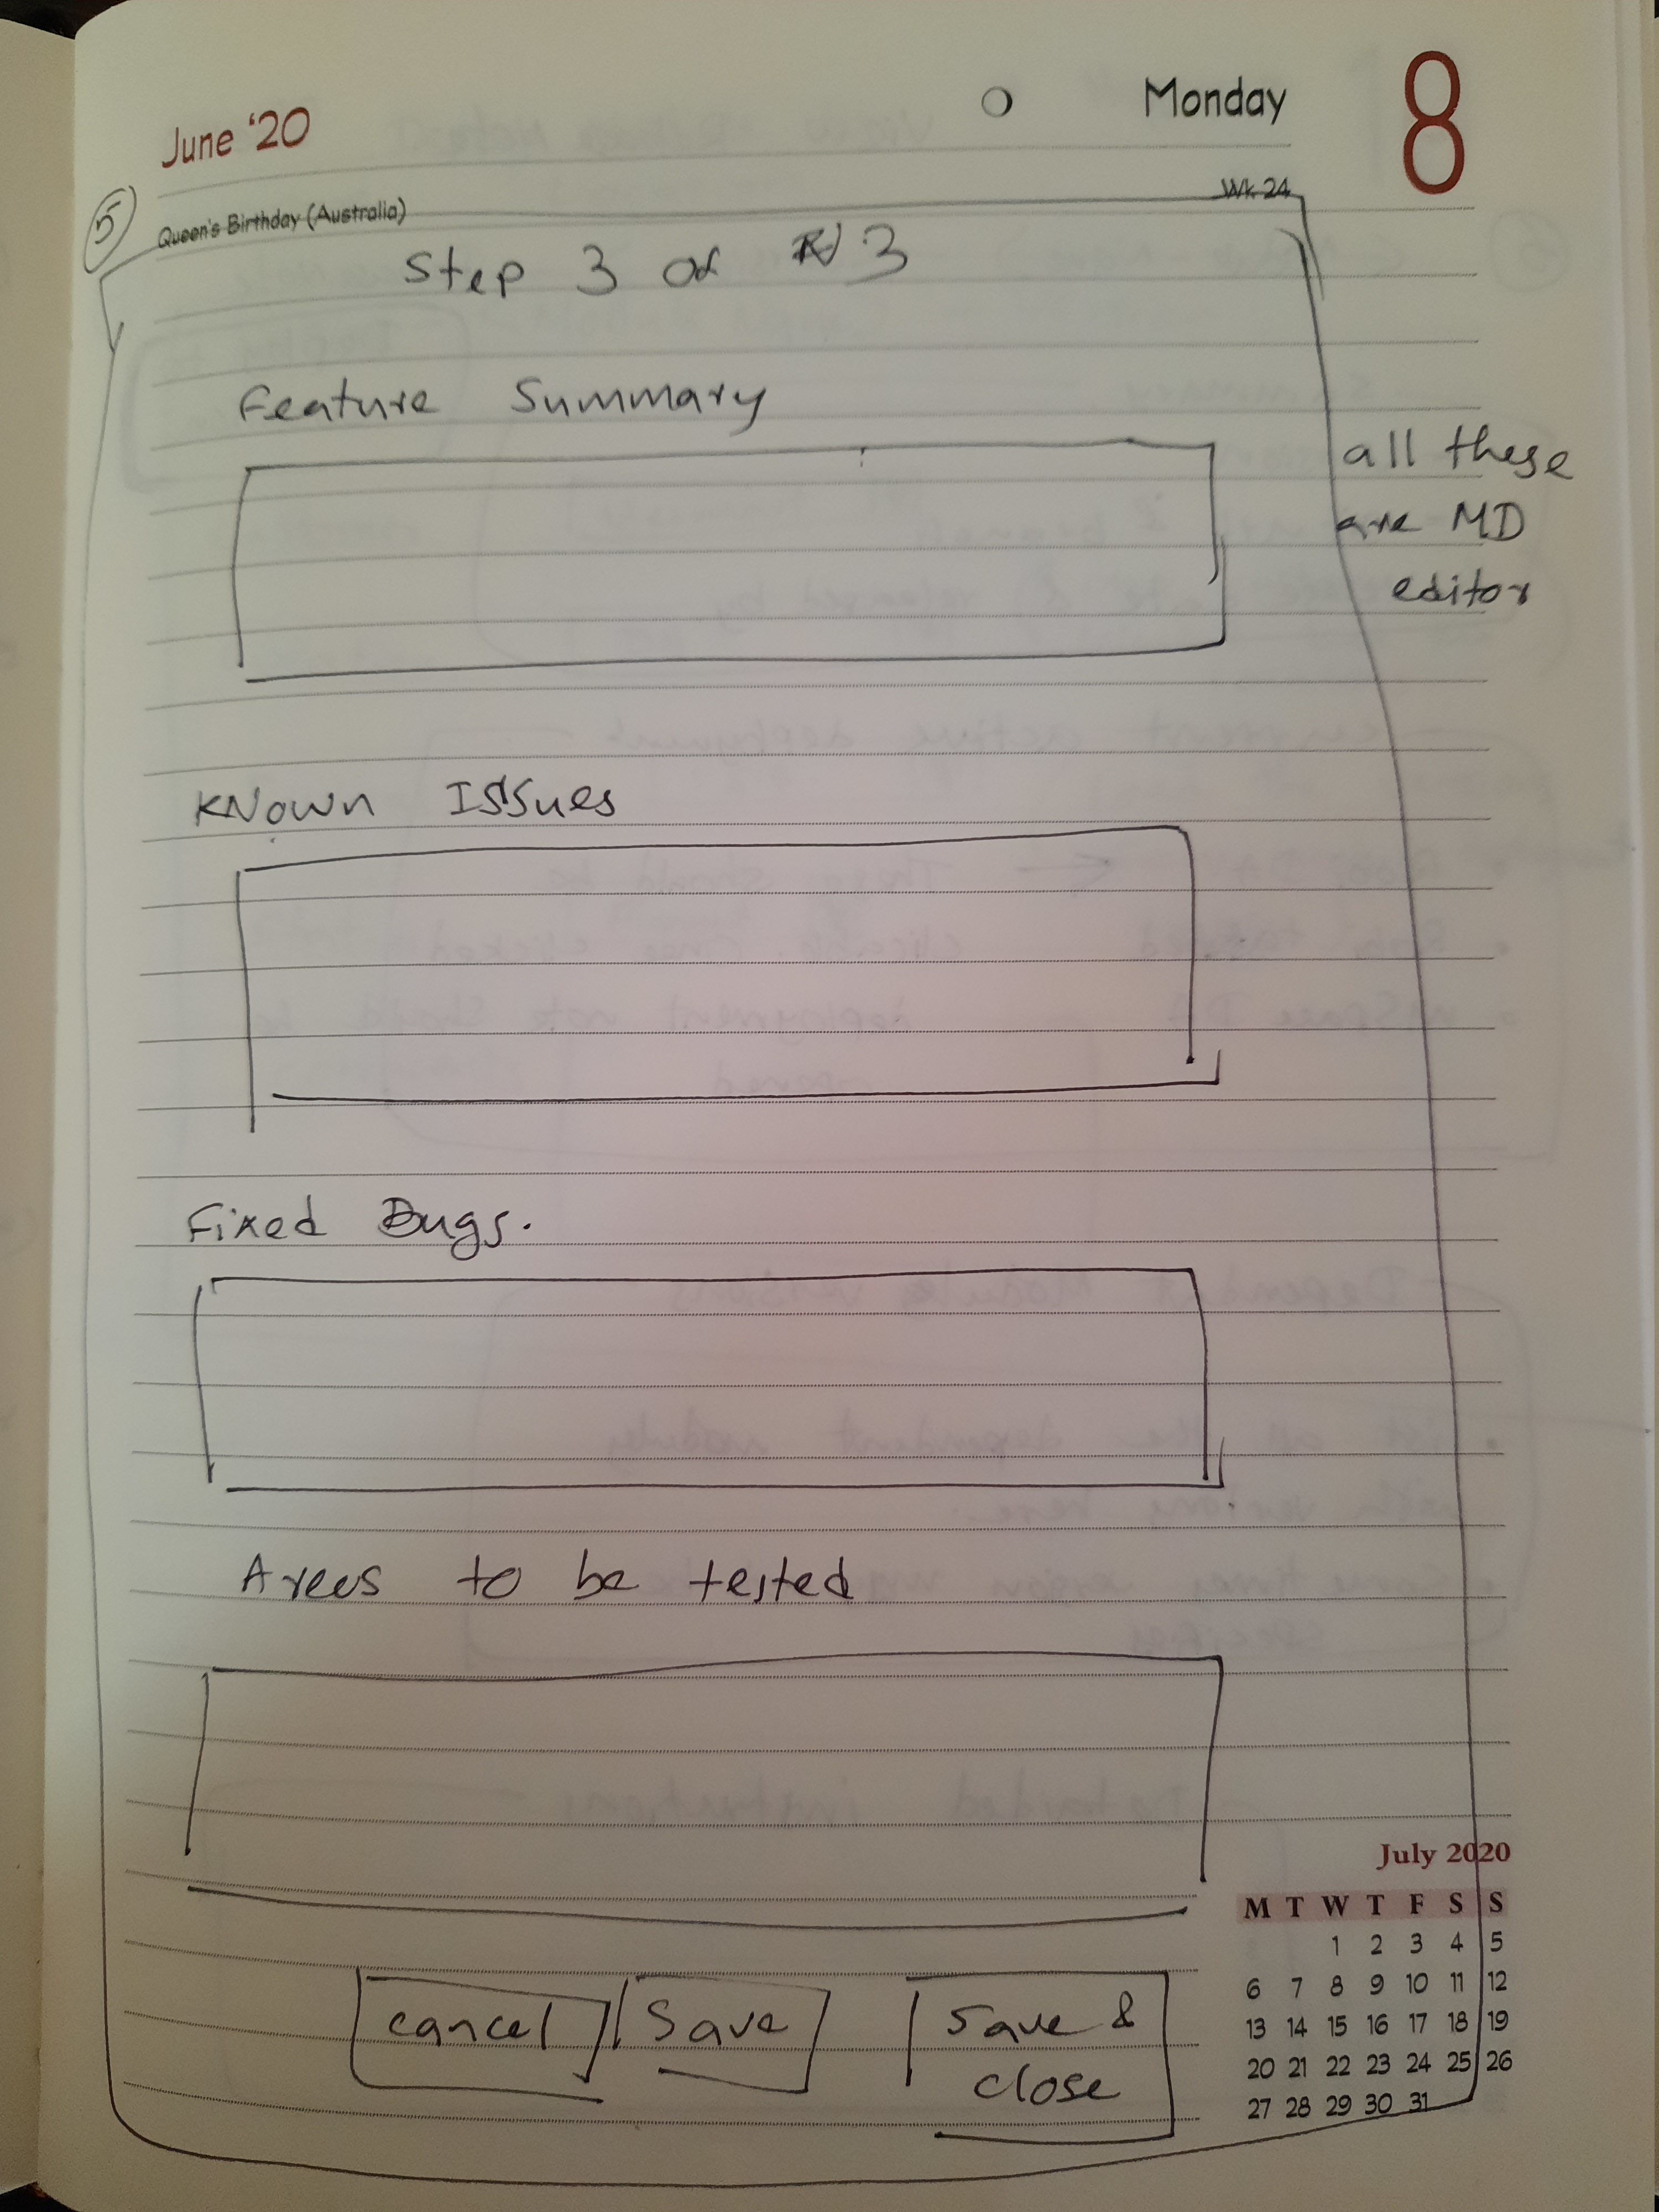 June '20
Monday
8
Wk 24
Queen's Birthday (Australia)
5
Step 3 of 3
Feature Summary
all these
are MD
editor
KNown Issues
Fixed Bugs.
Arees to be tested
July 2020
M T W T F S S
1 2 3 4 5
6 7 8 9 10 11 12
13 14 15 16 17 18 19
20 21 22 23 24 25 26
27 28 29 30 31
cancel
Save
Save &
close